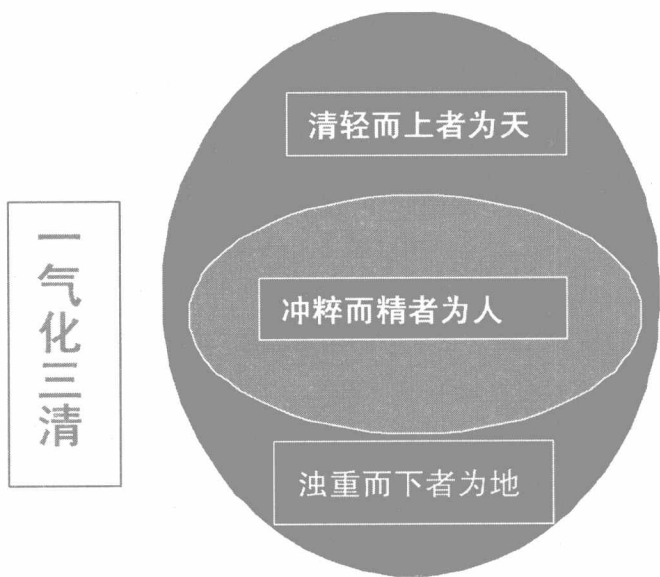 一气化三清
清轻而上者为天
冲粹而精者为人
浊重而下者为地